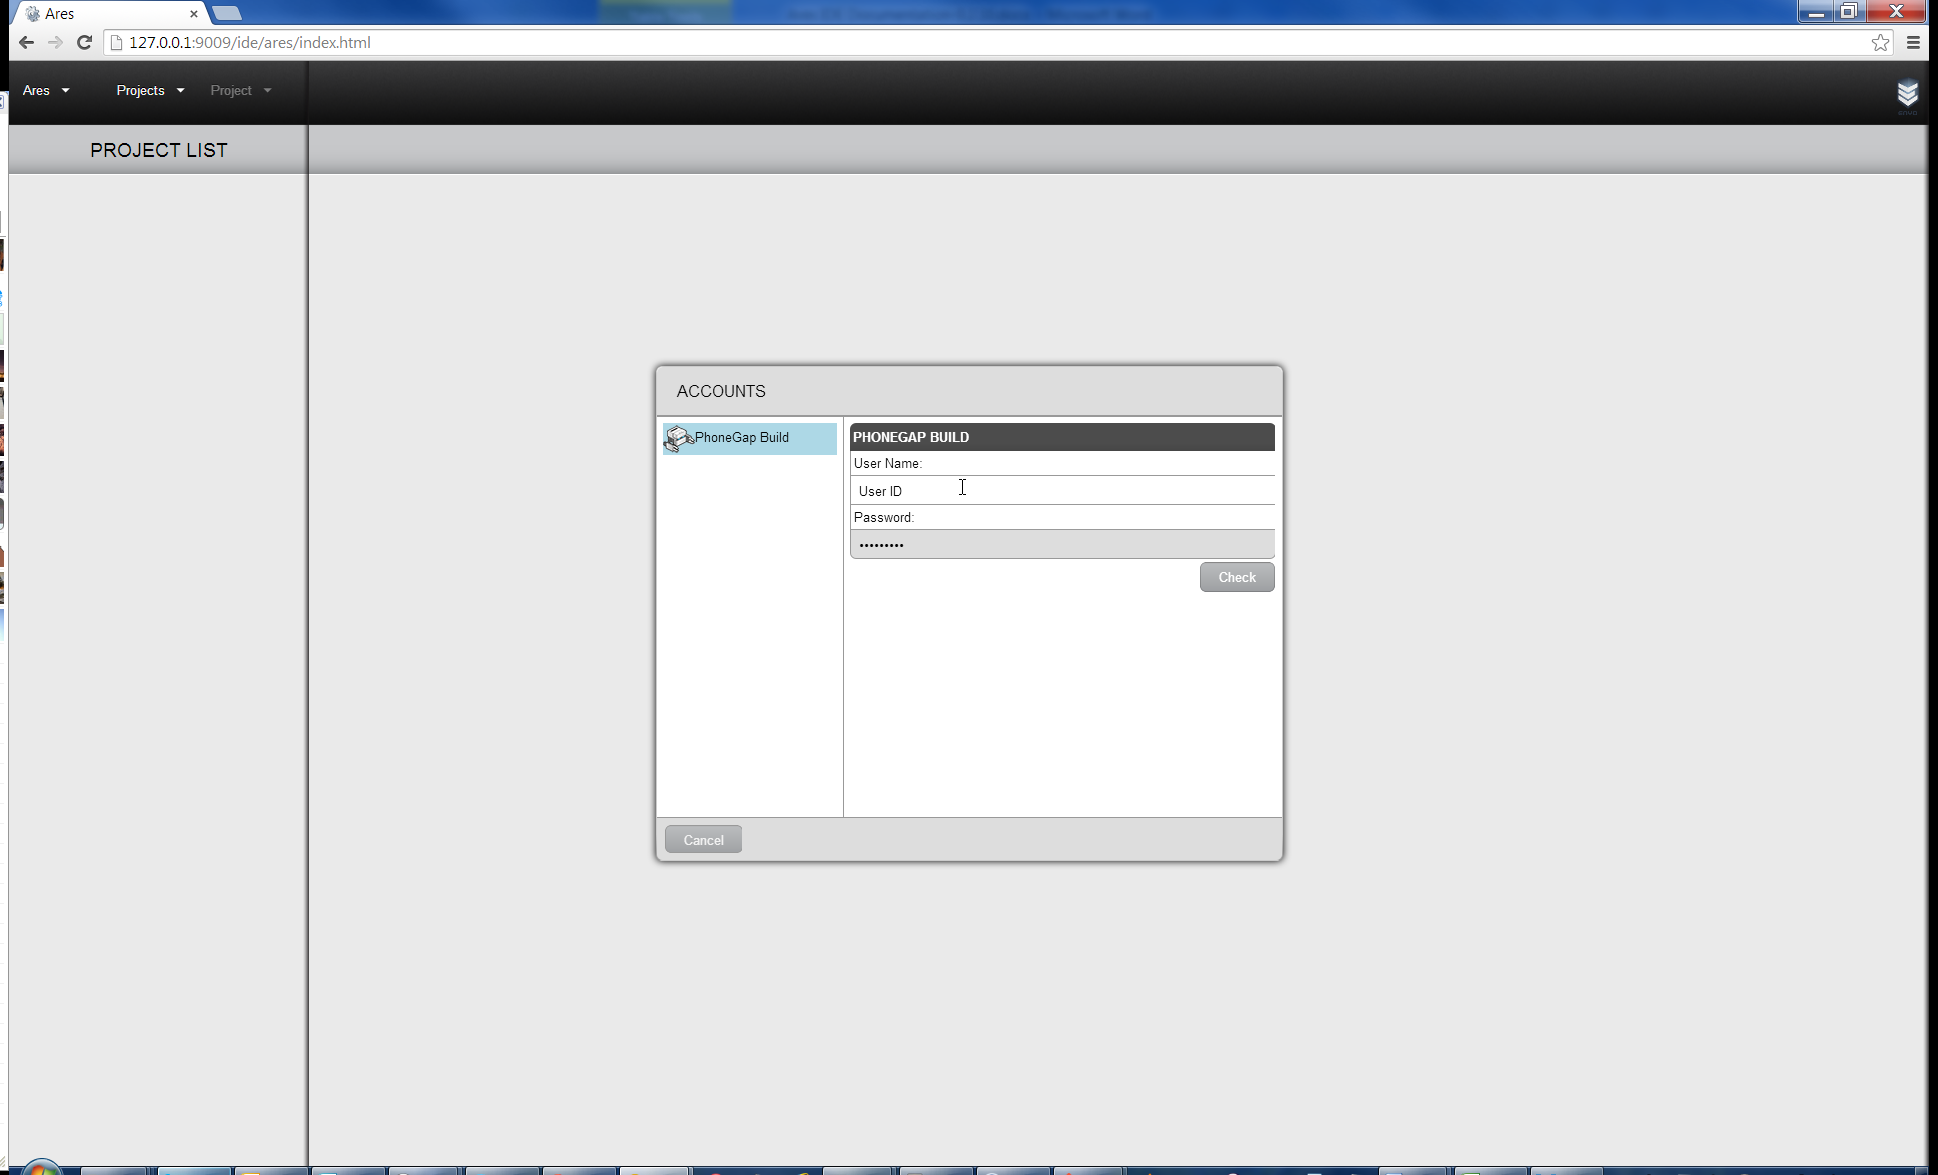 Ares
127.0.0.1:9009/ide/ares/index.html
Ares Projects Project
PROJECT LIST
ACCOUNTS
PhoneGap Build
PHONEGAP BUILD
User Name:
User ID
Password:
•••••••••
Check
Cancel